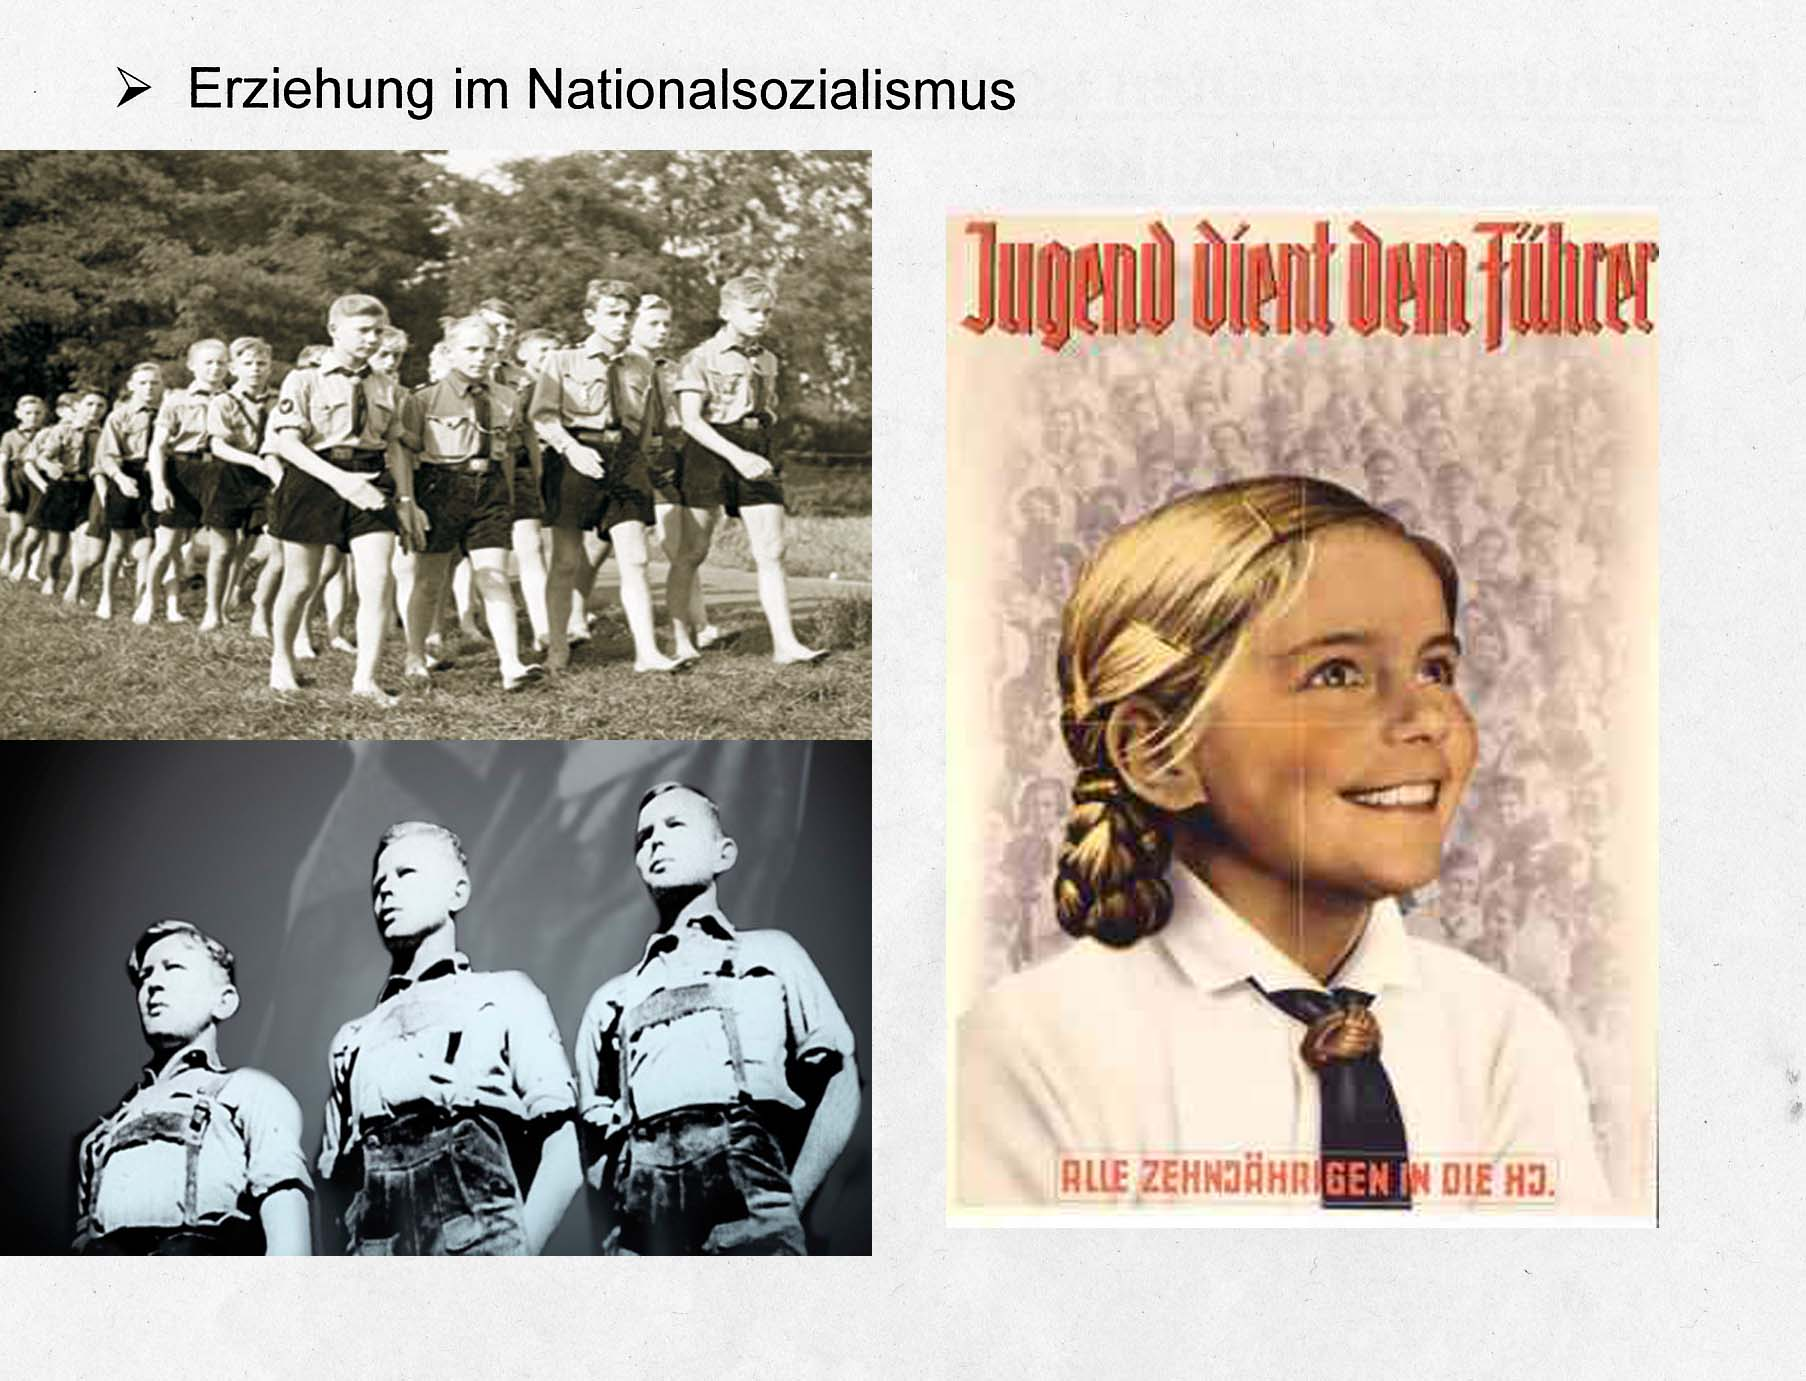 Erziehung im Nationalsozialismus
Jugend dient dem Führer
ALLE ZEHNJÄHRIGEN IN DIE HJ.